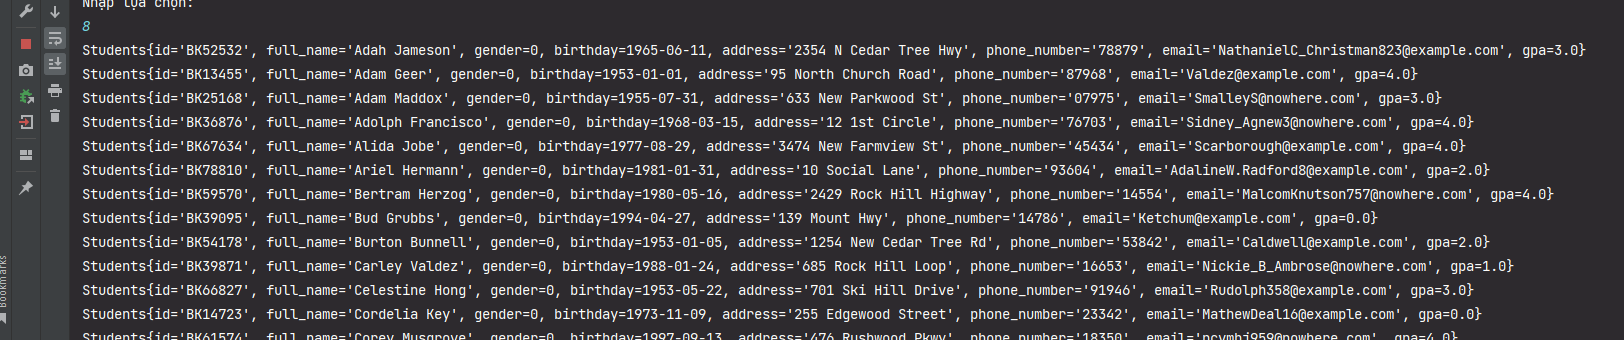 Nhập lựa chọn:
8
Students{id='BK52532', full_name='Adah Jameson', gender=0, birthday=1965-06-11, address='2354 N Cedar Tree Hwy', phone_number='78879', email='NathanielC_Christman823@example.com', gpa=3.0}
Students{id='BK13455', full_name='Adam Geer', gender=0, birthday=1953-01-01, address='95 North Church Road', phone_number='87968', email='Valdez@example.com', gpa=4.0}
Students{id='BK25168', full_name='Adam Maddox', gender=0, birthday=1955-07-31, address='633 New Parkwood St', phone_number='07975', email='SmalleyS@nowhere.com', gpa=3.0}
Students{id='BK36876', full_name='Adolph Francisco', gender=0, birthday=1968-03-15, address='12 1st Circle', phone_number='76703', email='Sidney_Agnew3@nowhere.com', gpa=4.0}
Students{id='BK67634', full_name='Alida Jobe', gender=0, birthday=1977-08-29, address='3474 New Farmview St', phone_number='45434', email='Scarborough@example.com', gpa=4.0}
Students{id='BK78810', full_name='Ariel Hermann', gender=0, birthday=1981-01-31, address='10 Social Lane', phone_number='93604', email='AdalineW.Radford8@example.com', gpa=2.0}
Students{id='BK59570', full_name='Bertram Herzog', gender=0, birthday=1980-05-16, address='2429 Rock Hill Highway', phone_number='14554', email='MalcomKnutson757@nowhere.com', gpa=4.0}
Students{id='BK39095', full_name='Bud Grubbs', gender=0, birthday=1994-04-27, address='139 Mount Hwy', phone_number='14786', email='Ketchum@example.com', gpa=0.0}
Students{id='BK54178', full_name='Burton Bunnell', gender=0, birthday=1953-01-05, address='1254 New Cedar Tree Rd', phone_number='53842', email='Caldwell@example.com', gpa=2.0}
Students{id='BK39871', full_name='Carley Valdez', gender=0, birthday=1988-01-24, address='685 Rock Hill Loop', phone_number='16653', email='Nickie_B_Ambrose@nowhere.com', gpa=1.0}
Students{id='BK66827', full_name='Celestine Hong', gender=0, birthday=1953-05-22, address='701 Ski Hill Drive', phone_number='91946', email='Rudolph358@example.com', gpa=3.0}
Students{id='BK14723', full_name='Cordelia Key', gender=0, birthday=1973-11-09, address='255 Edgewood Street', phone_number='23342', email='MathewDeal16@example.com', gpa=0.0}
Students{id='BK61574', full_name='Corey Musgrove', gender=0, birthday=1997-09-13, address='476 Rushwood Pkwy', phone_number='18350', email='pcvmhj959@nowhere.com', gpa=4.0}
Bookmarks